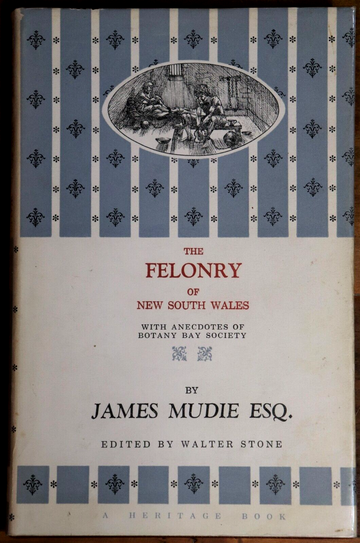 THE
FELONRY
OF
NEW SOUTH WALES
WITH ANECDOTES OF
BOTANY BAY SOCIETY
BY
JAMES MUDIE ESQ.
EDITED BY WALTER STONE
A HERITAGE BOOK